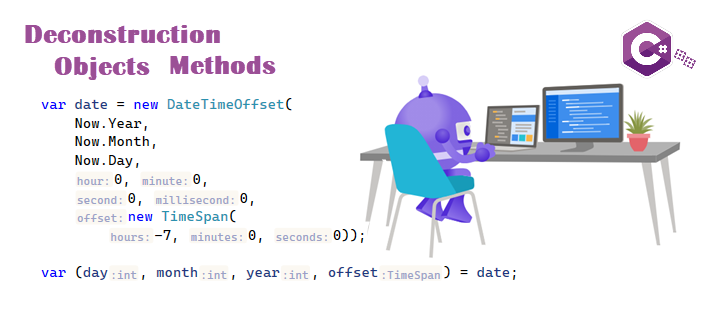 Deconstruction
Objects Methods
C#
var date = new DateTimeOffset(
Now.Year,
Now.Month,
Now.Day,
hour: 0, minute: 0,
second: 0, millisecond: 0,
offset: new TimeSpan(
hours: -7, minutes: 0, seconds: 0));
var (day:int, month:int, year:int, offset:TimeSpan) = date;